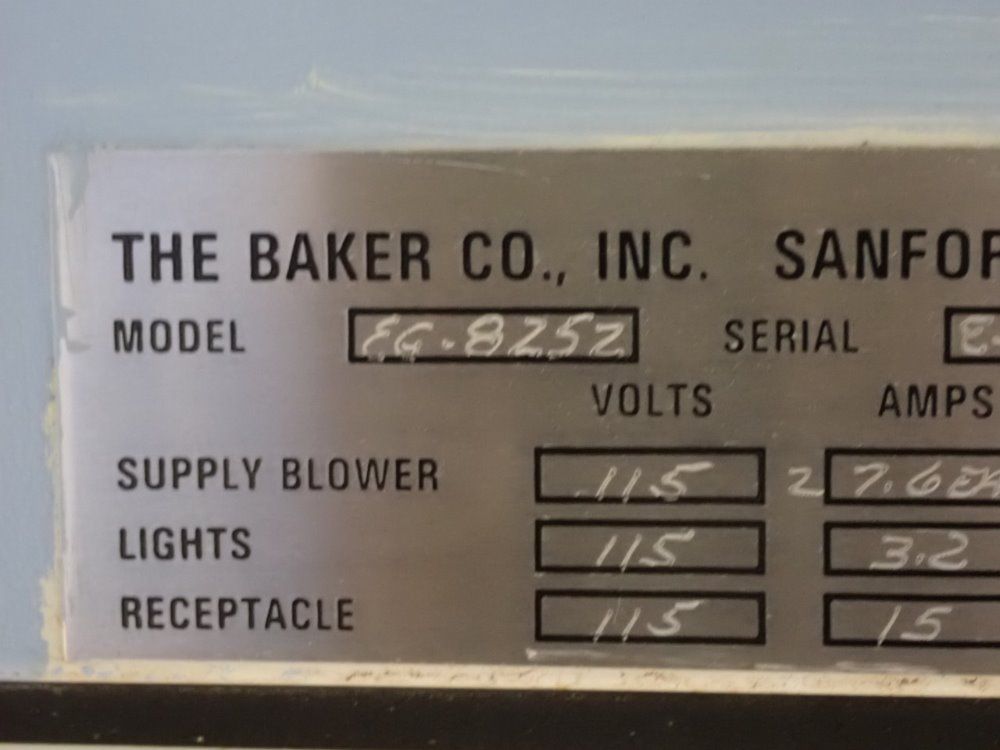 THE BAKER CO., INC. SANFOR
MODEL EG-8252 SERIAL E-
VOLTS AMPS
SUPPLY BLOWER 115 2 7.6 EA
LIGHTS 115 3.2
RECEPTACLE 115 15